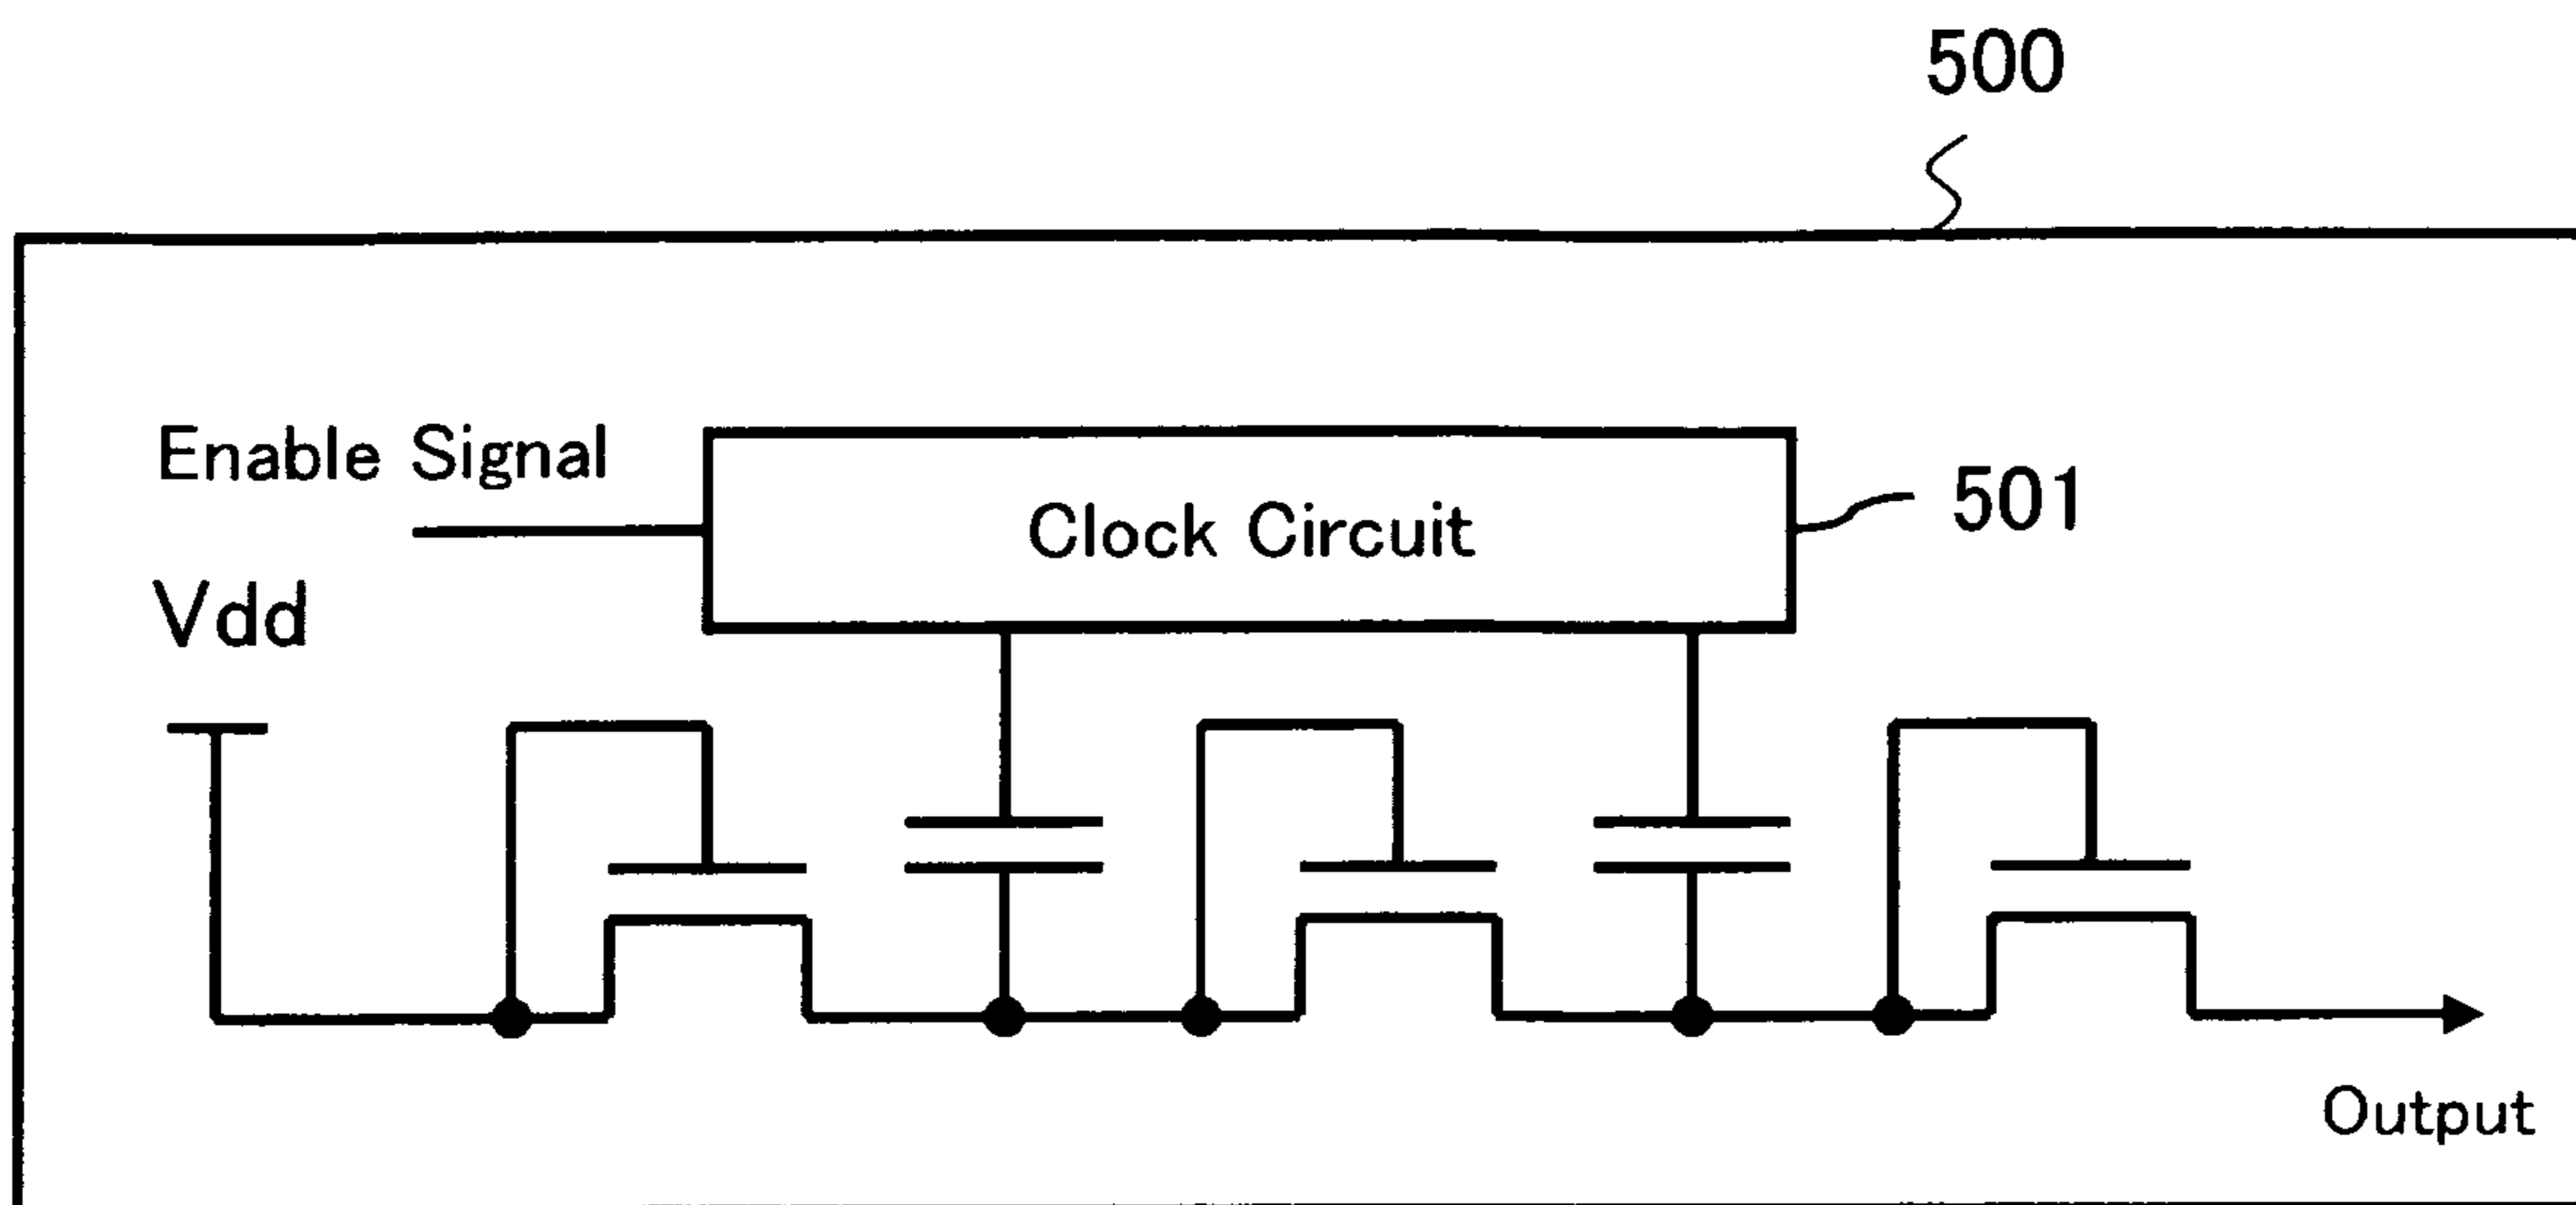 500
Enable Signal
Clock Circuit
501
Vdd
Output